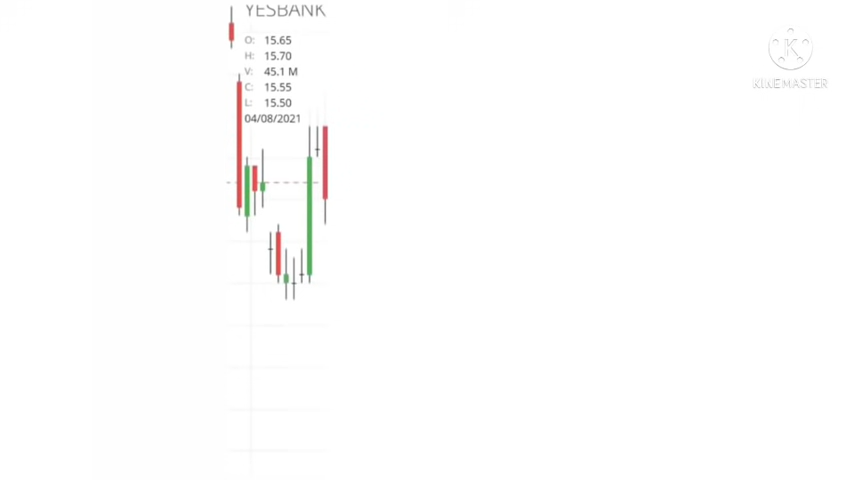 YESBANK
O: 15.65
H: 15.70
V: 45.1 M
C: 15.55
L: 15.50
04/08/2021
K
KINEMASTER